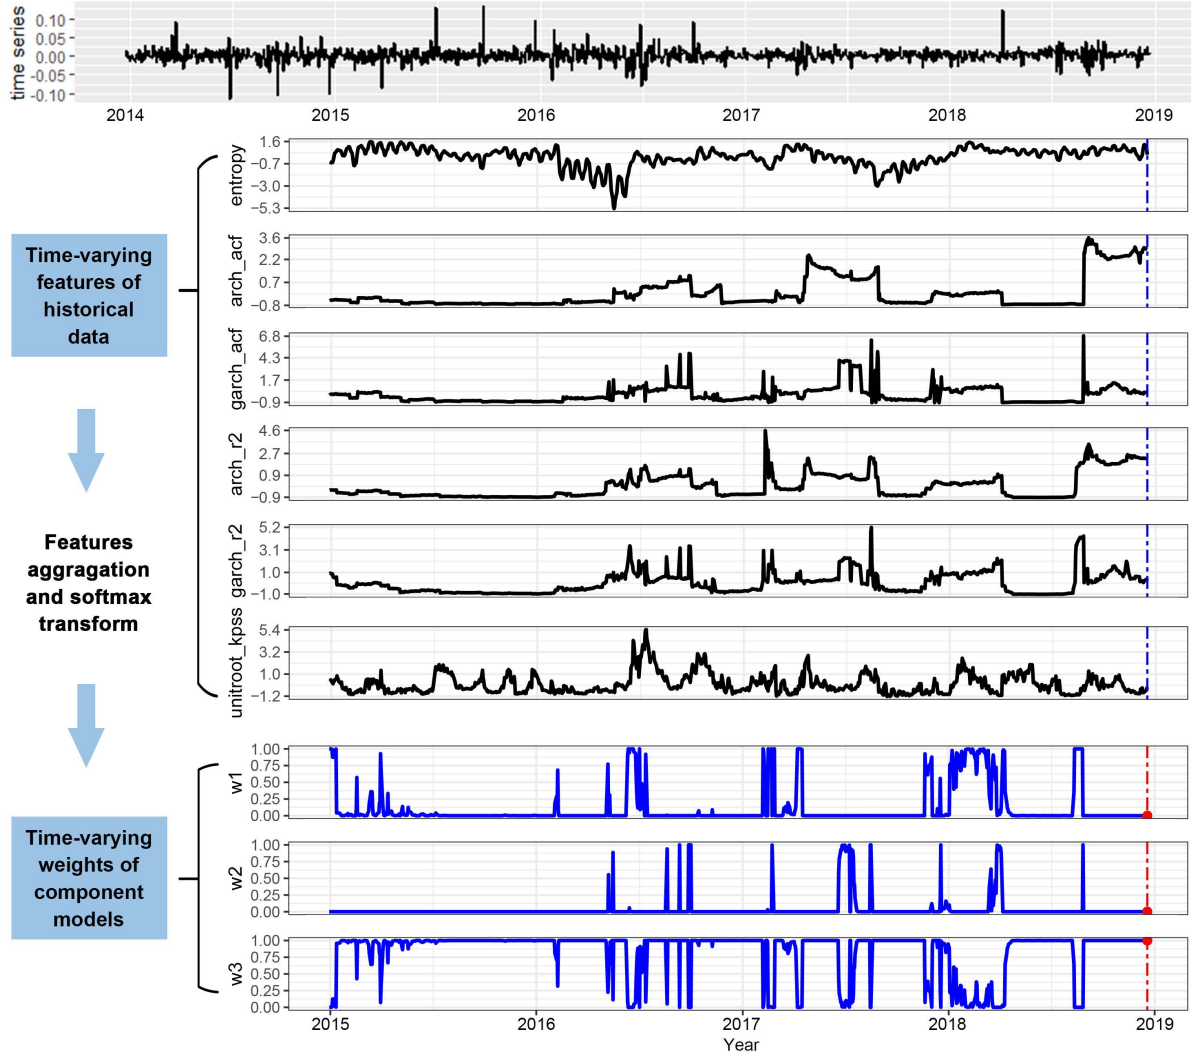 time series
0.10
0.05
0.00
-0.05
-0.10
2014 2015 2016 2017 2018 2019
entropy
1.6
−0.7
−3.0
−5.3
Time-varying
features of
historical
data
arch_acf
3.6
2.2
0.7
−0.8
garch_acf
6.8
4.3
1.7
−0.9
arch_r2
4.6
2.7
0.9
−0.9
Features
aggragation
and softmax
transform
garch_r2
5.2
3.1
1.0
−1.0
unitroot_kpss
5.4
3.2
1.0
−1.2
w1
1.00
0.75
0.50
0.25
0.00
Time-varying
weights of
component
models
w2
1.00
0.75
0.50
0.25
0.00
w3
1.00
0.75
0.50
0.25
0.00
2015 2016 2017 2018 2019
Year